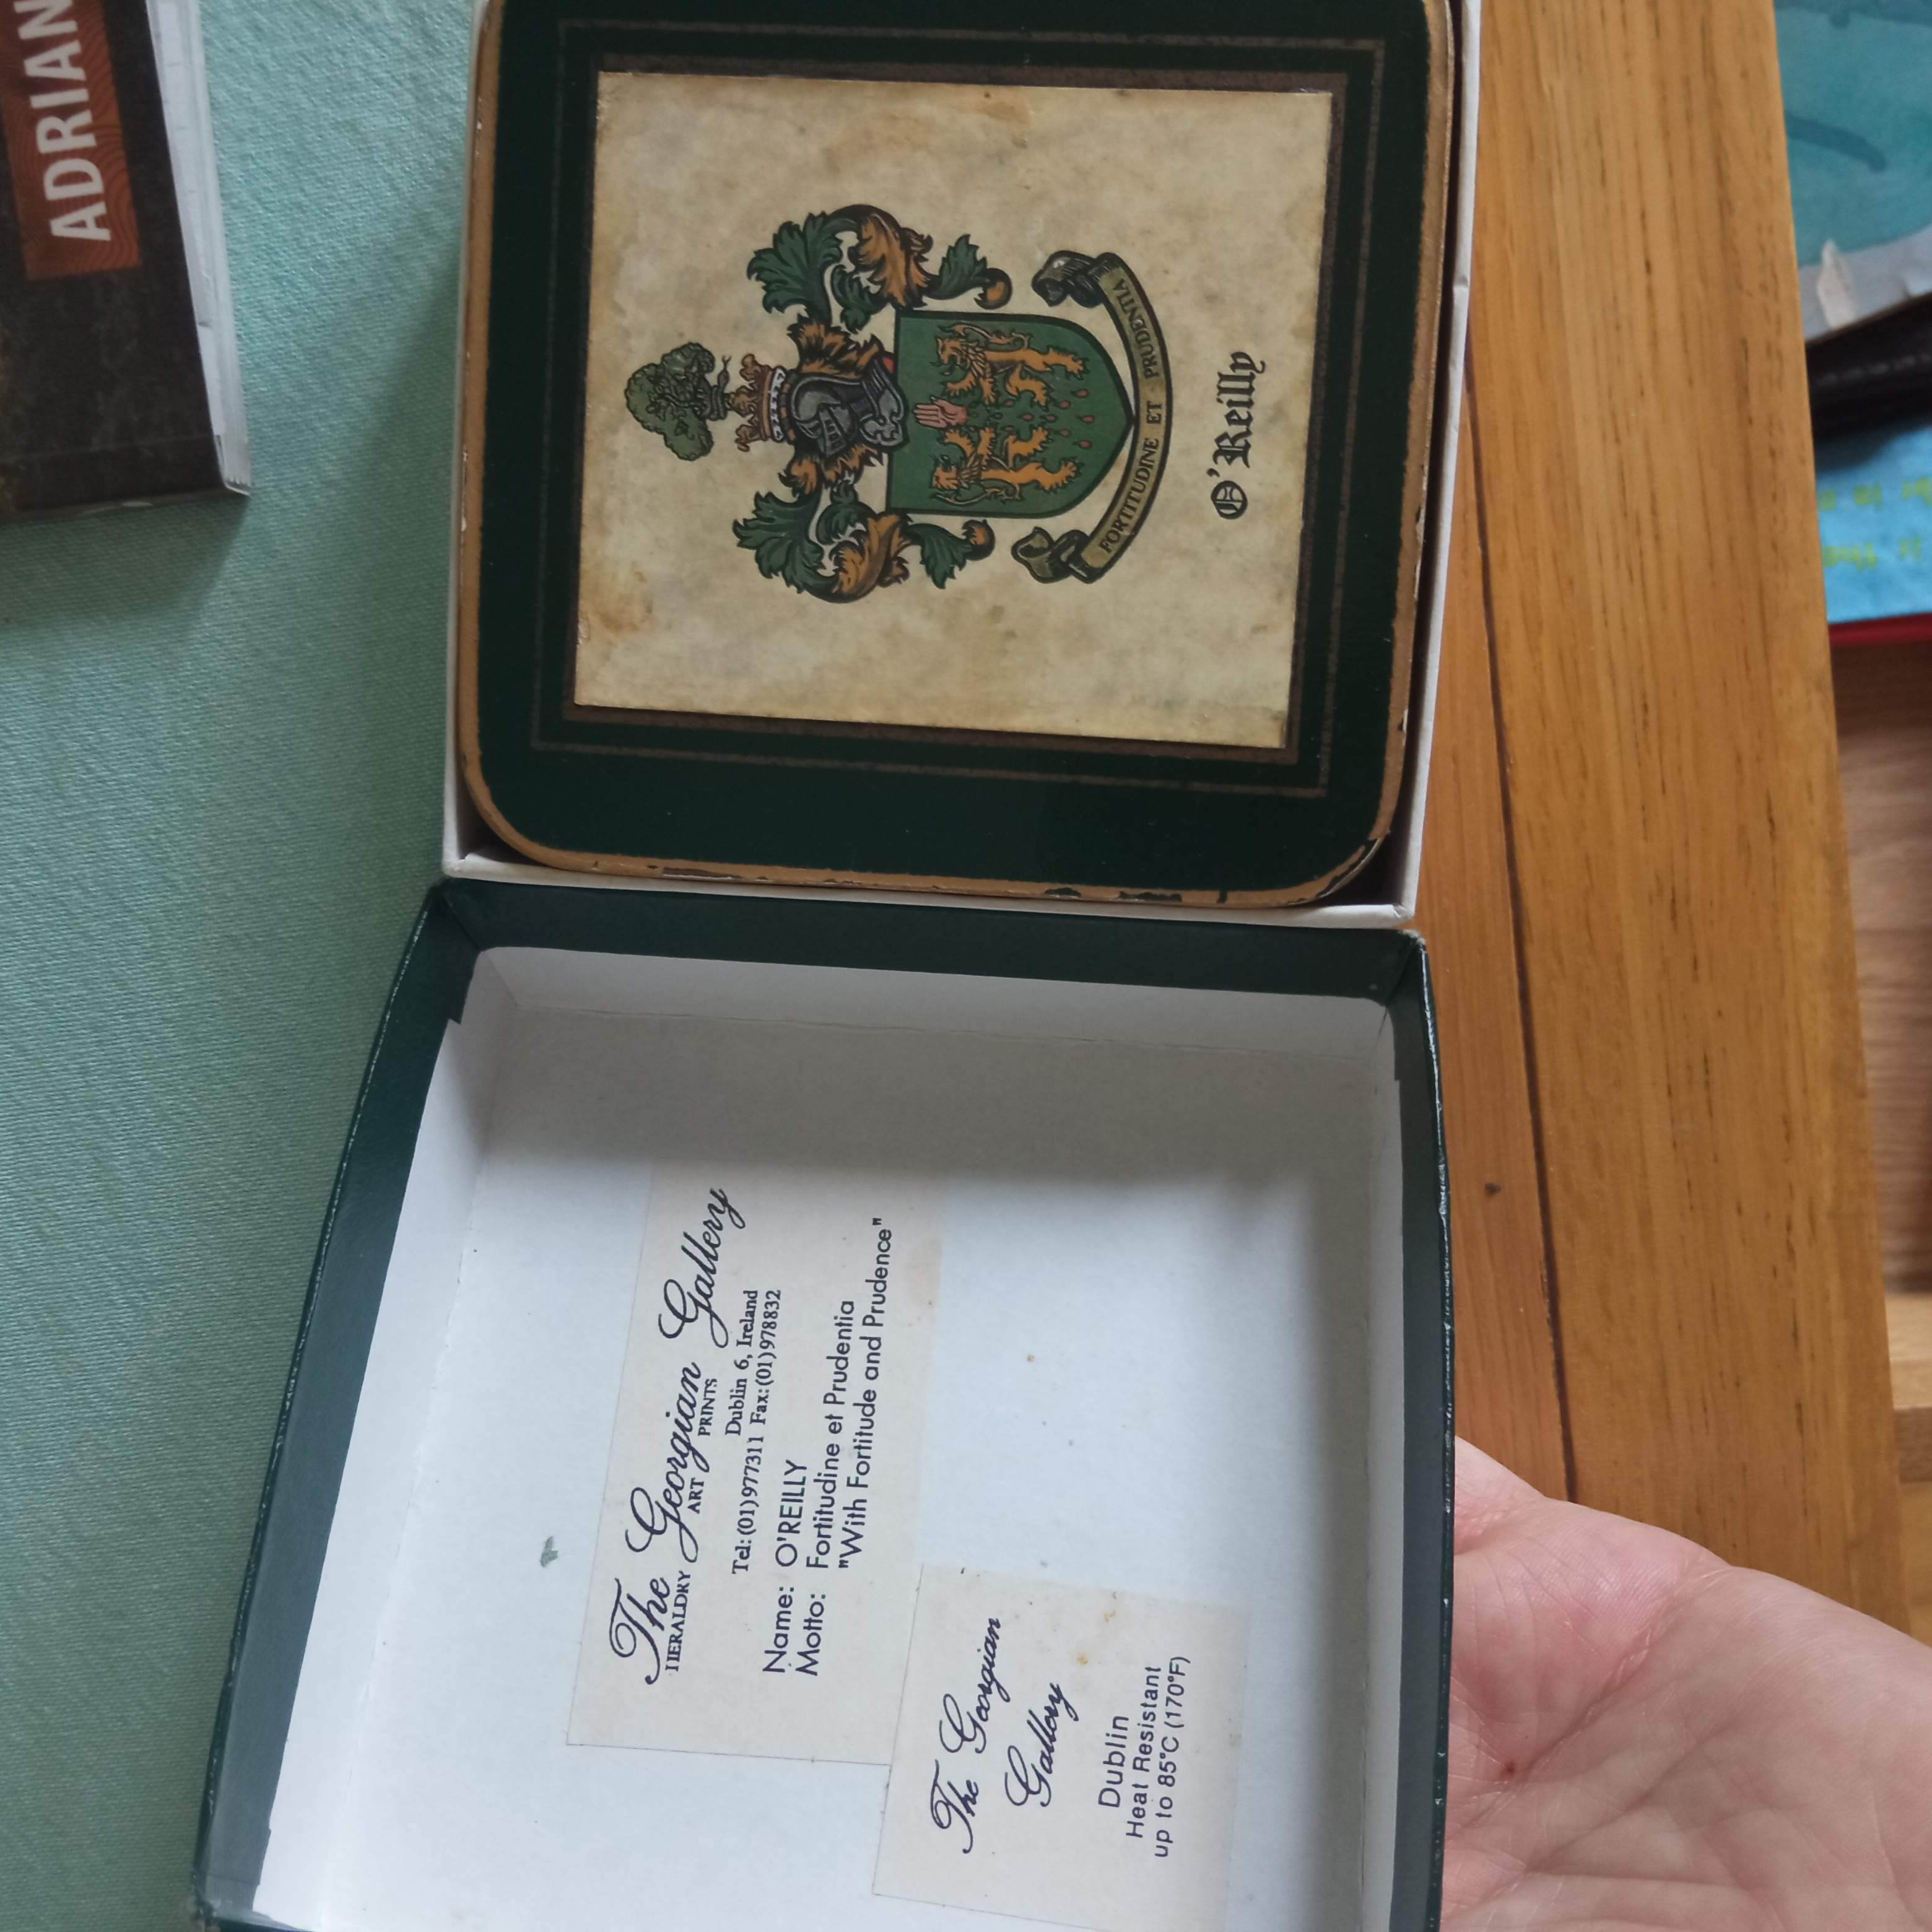 ADRIAN
FORTITUDINE ET PRUDENTIA
O'Reilly
The Georgian Gallery
HERALDRY ART PRINTS
Dublin 6, Ireland
Tel: (01)977311 Fax: (01)978832
Name: O'REILLY
Motto: Fortitudine et Prudentia
"With Fortitude and Prudence"
The Georgian
Gallery
Dublin
Heat Resistant
up to 85°C (170°F)